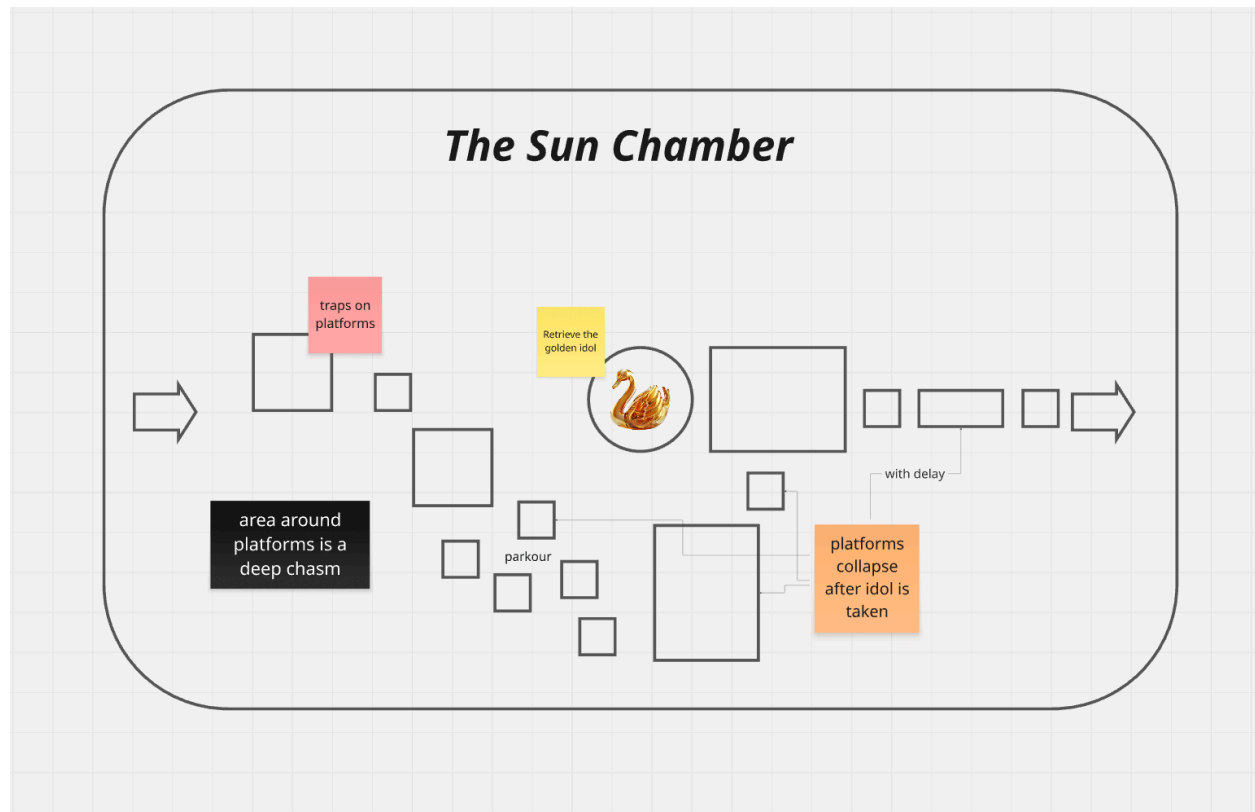 The Sun Chamber
traps on
platforms
Retrieve the
golden idol
with delay
area around
platforms is a
deep chasm
parkour
platforms
collapse
after idol is
taken